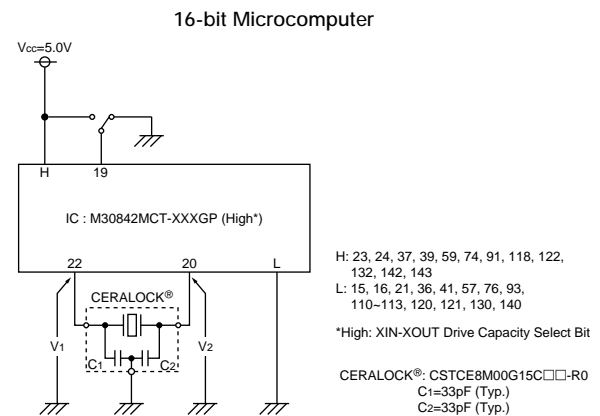 16-bit Microcomputer
Vcc=5.0V
H 19
IC : M30842MCT-XXXGP (High*)
22 20 L
CERALOCK®
V1 C1 C2 V2
H: 23, 24, 37, 39, 59, 74, 91, 118, 122,
132, 142, 143
L: 15, 16, 21, 36, 41, 57, 76, 93,
110~113, 120, 121, 130, 140
*High: XIN-XOUT Drive Capacity Select Bit
CERALOCK®: CSTCE8M00G15C□□-R0
C1=33pF (Typ.)
C2=33pF (Typ.)